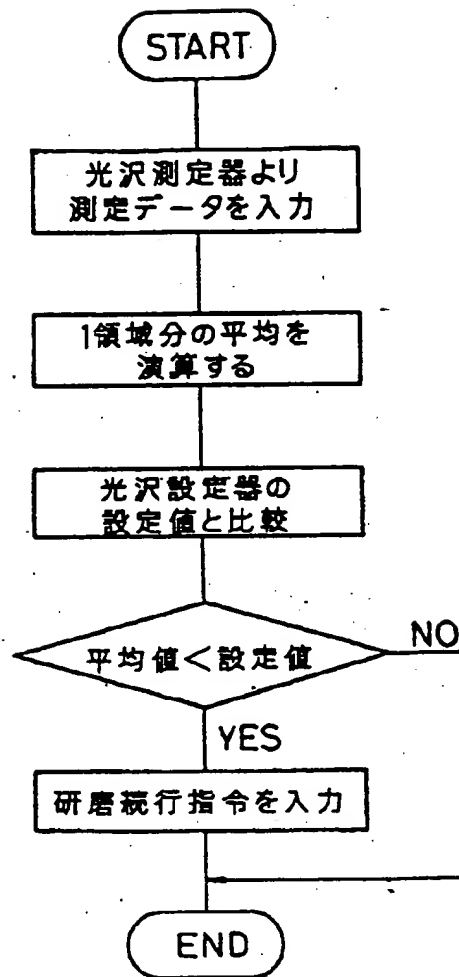 START
光沢測定器より
測定データを入力
1領域分の平均を
演算する
光沢設定器の
設定値と比較
平均値<設定値
NO
YES
研磨続行指令を入力
END